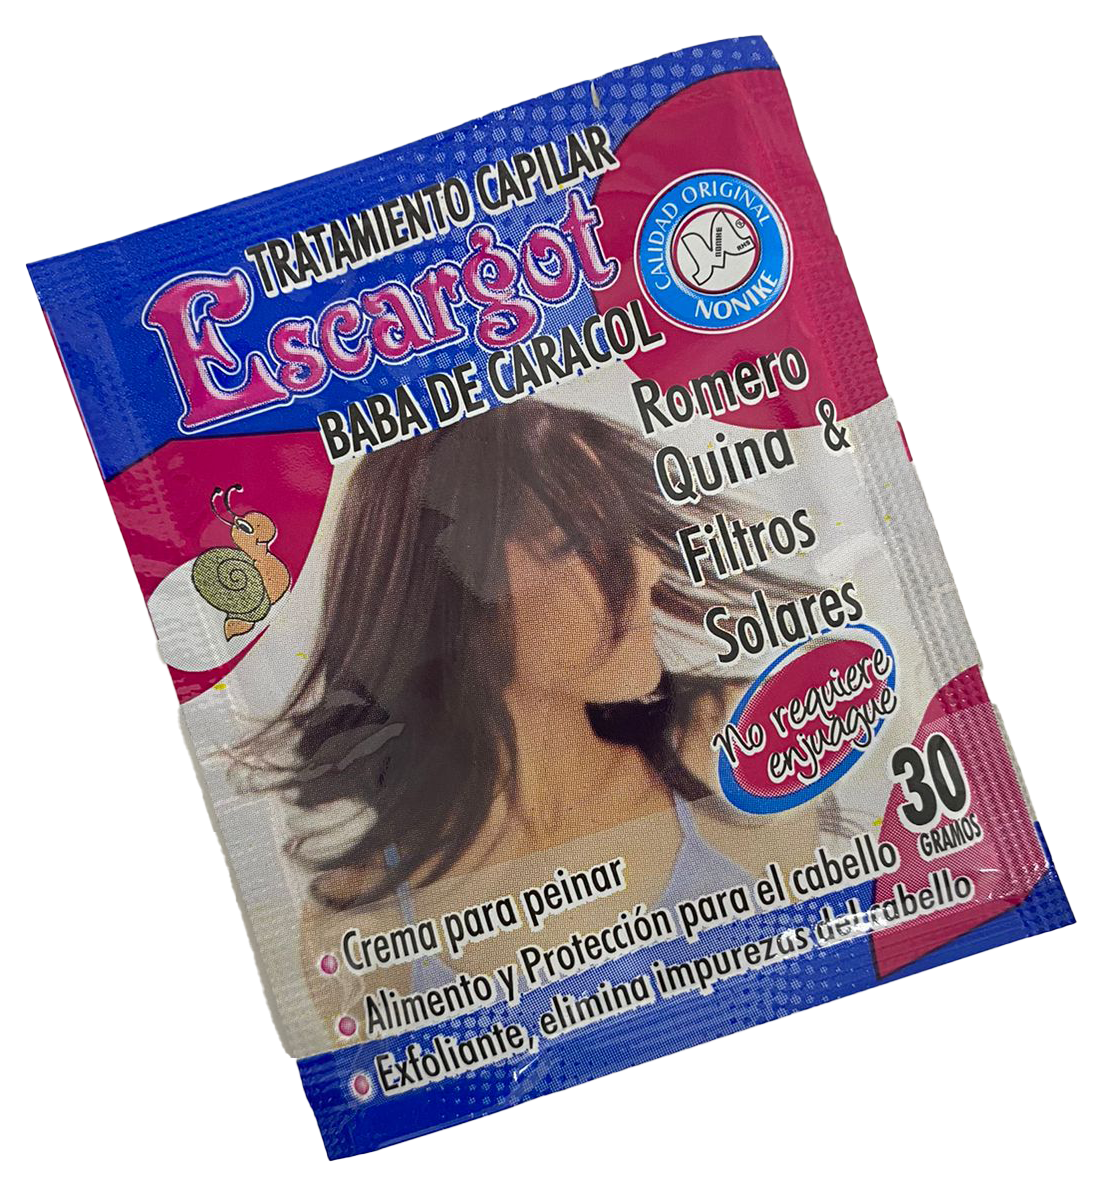 TRATAMIENTO CAPILAR
Escargot
BABA DE CARACOL
CALIDAD ORIGINAL
NONIKE
NONIKE
Romero
Quina &
Filtros
Solares
No requiere
enjuague
30
GRAMOS
Crema para peinar
Alimento y Protección para el cabello
Exfoliante, elimina impurezas del cabello